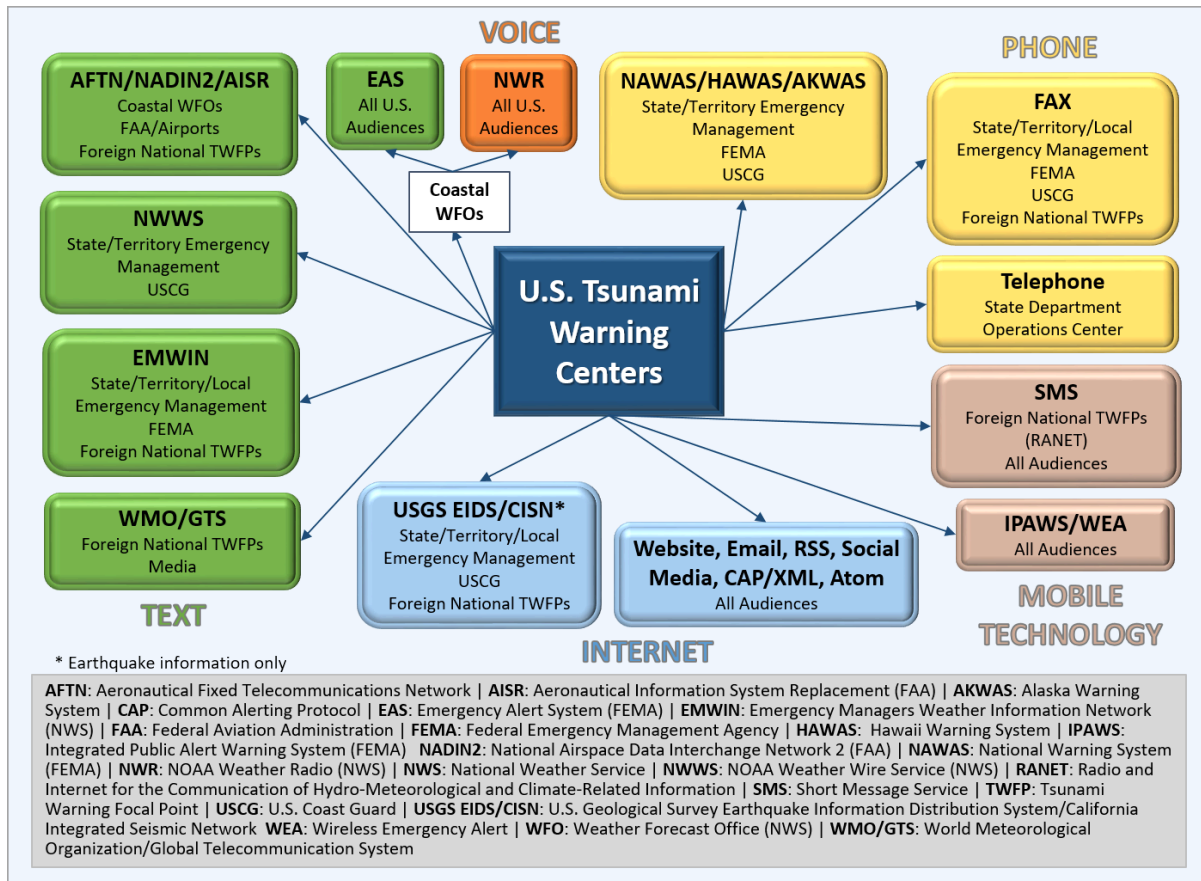 VOICE
PHONE
AFTN/NADIN2/AISR
Coastal WFOs
FAA/Airports
Foreign National TWFPs
EAS
All U.S.
Audiences
NWR
All U.S.
Audiences
NAWAS/HAWAS/AKWAS
State/Territory Emergency
Management
FEMA
USCG
FAX
State/Territory/Local
Emergency Management
FEMA
USCG
Foreign National TWFPs
Coastal
WFOs
NWWS
State/Territory Emergency
Management
USCG
U.S. Tsunami
Warning
Centers
Telephone
State Department
Operations Center
EMWIN
State/Territory/Local
Emergency Management
FEMA
Foreign National TWFPs
SMS
Foreign National TWFPs
(RANET)
All Audiences
WMO/GTS
Foreign National TWFPs
Media
USGS EIDS/CISN*
State/Territory/Local
Emergency Management
USCG
Foreign National TWFPs
Website, Email, RSS, Social
Media, CAP/XML, Atom
All Audiences
IPAWS/WEA
All Audiences
TEXT
INTERNET
MOBILE
TECHNOLOGY
* Earthquake information only
AFTN: Aeronautical Fixed Telecommunications Network | AISR: Aeronautical Information System Replacement (FAA) | AKWAS: Alaska Warning
System | CAP: Common Alerting Protocol | EAS: Emergency Alert System (FEMA) | EMWIN: Emergency Managers Weather Information Network
(NWS) | FAA: Federal Aviation Administration | FEMA: Federal Emergency Management Agency | HAWAS: Hawaii Warning System | IPAWS:
Integrated Public Alert Warning System (FEMA) NADIN2: National Airspace Data Interchange Network 2 (FAA) | NAWAS: National Warning System
(FEMA) | NWR: NOAA Weather Radio (NWS) | NWS: National Weather Service | NWWS: NOAA Weather Wire Service (NWS) | RANET: Radio and
Internet for the Communication of Hydro-Meteorological and Climate-Related Information | SMS: Short Message Service | TWFP: Tsunami
Warning Focal Point | USCG: U.S. Coast Guard | USGS EIDS/CISN: U.S. Geological Survey Earthquake Information Distribution System/California
Integrated Seismic Network WEA: Wireless Emergency Alert | WFO: Weather Forecast Office (NWS) | WMO/GTS: World Meteorological
Organization/Global Telecommunication System